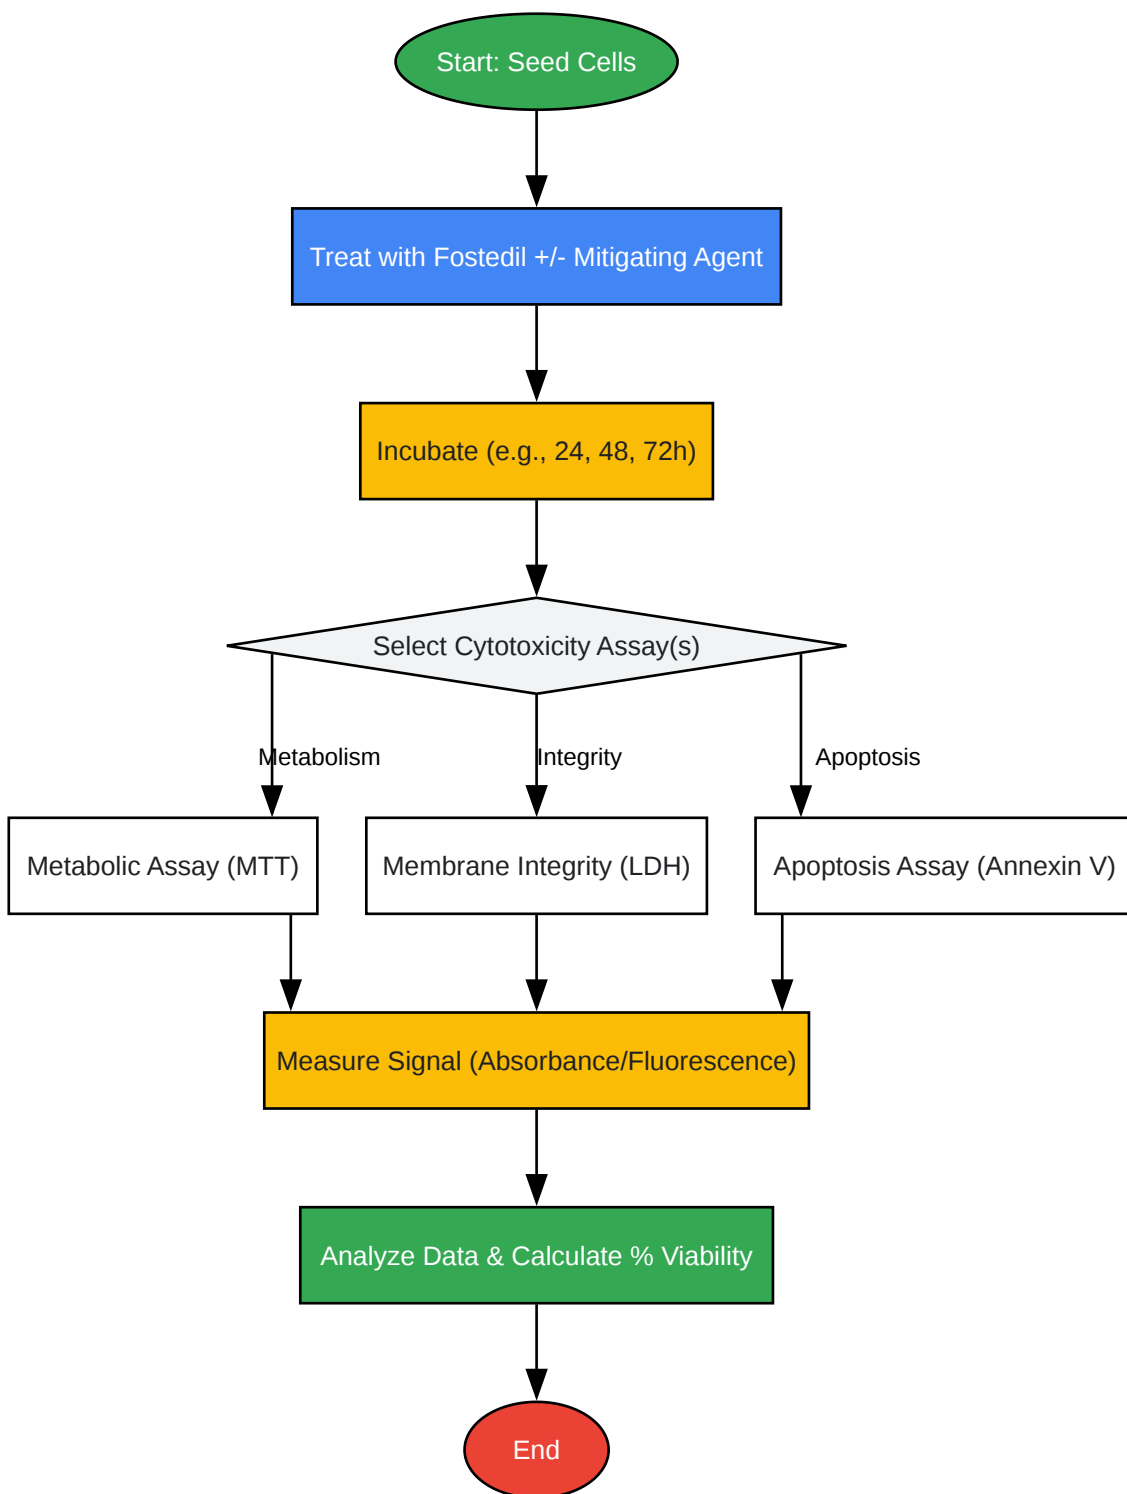 Start: Seed Cells
Treat with Fostedil +/- Mitigating Agent
Incubate (e.g., 24, 48, 72h)
Select Cytotoxicity Assay(s)
Metabolism
Integrity
Apoptosis
Metabolic Assay (MTT)
Membrane Integrity (LDH)
Apoptosis Assay (Annexin V)
Measure Signal (Absorbance/Fluorescence)
Analyze Data & Calculate % Viability
End